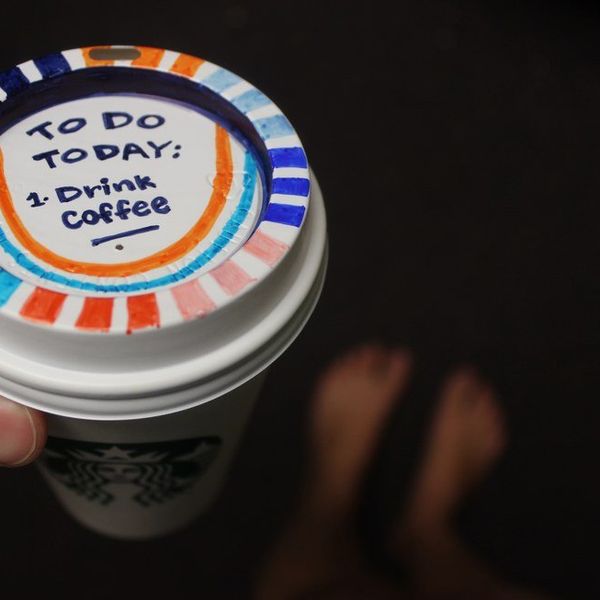 TO DO
TODAY:
1. Drink
Coffee